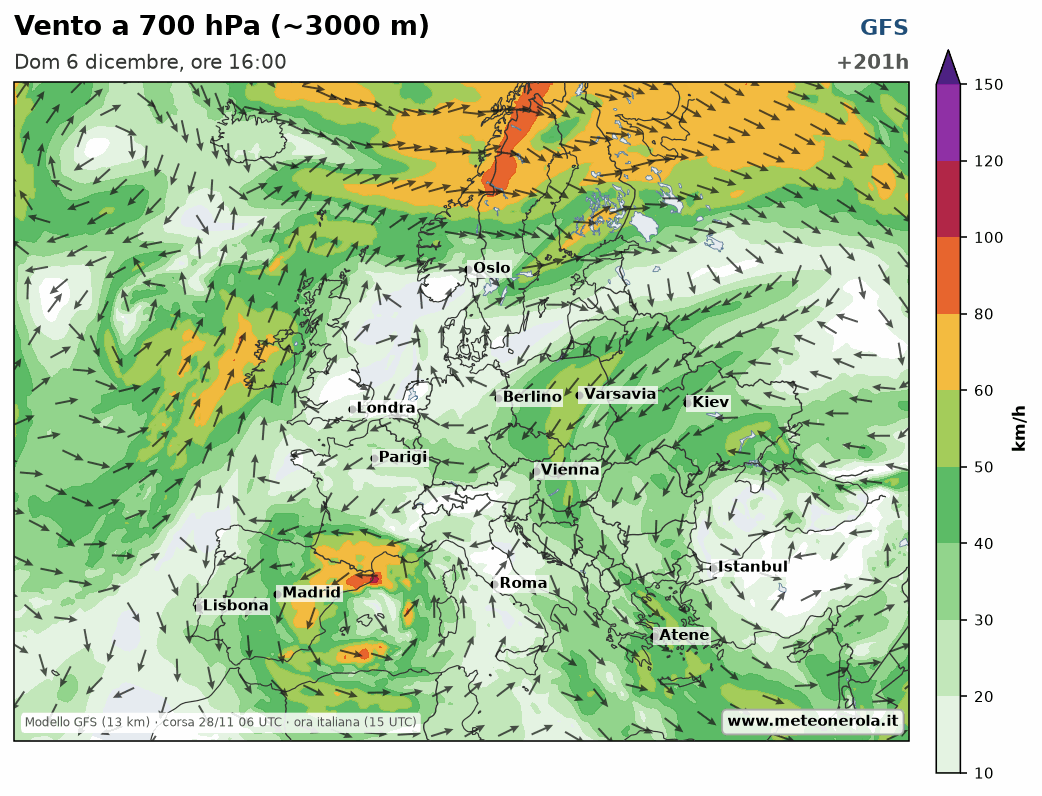 Vento a 700 hPa (~3000 m)
GFS
Dom 6 dicembre, ore 16:00
+201h
150
120
100
80
60
50
40
30
20
10
km/h
Oslo
Berlino
Varsavia
Kiev
Londra
Parigi
Vienna
Istanbul
Roma
Madrid
Lisbona
Atene
Modello GFS (13 km) · corsa 28/11 06 UTC · ora italiana (15 UTC)
www.meteonerola.it